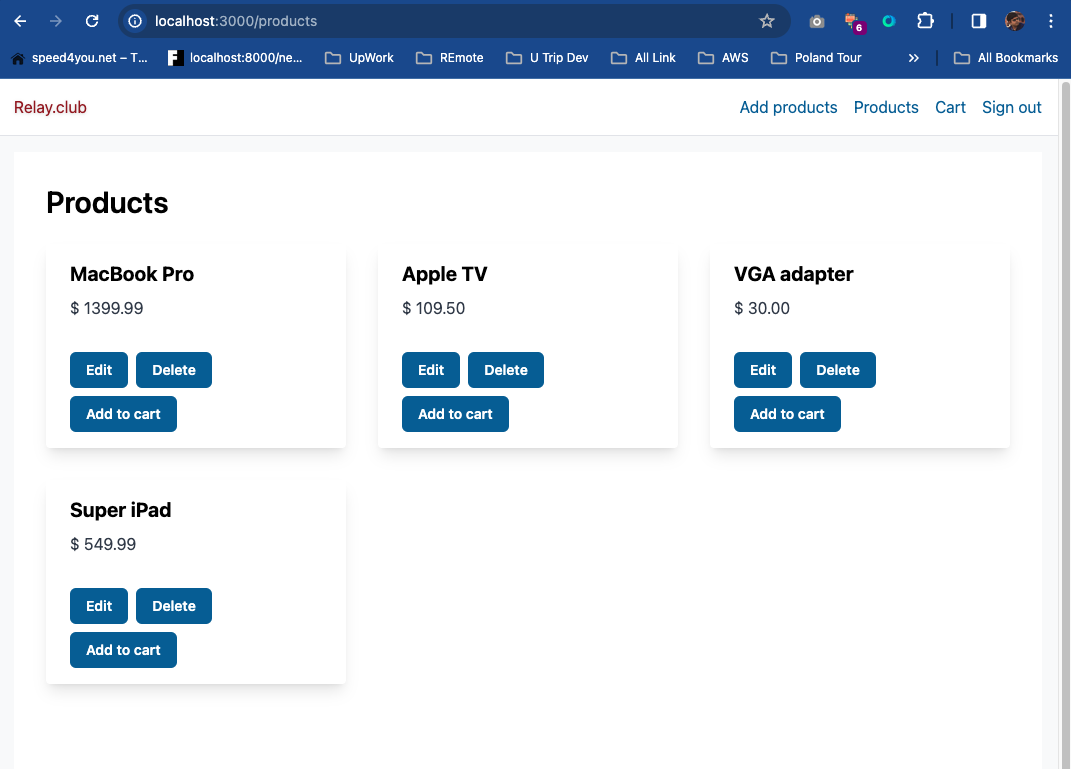 localhost:3000/products
6
speed4you.net – T... localhost:8000/ne... UpWork REmote U Trip Dev All Link AWS Poland Tour » All Bookmarks
Relay.club Add products Products Cart Sign out
Products
MacBook Pro Apple TV VGA adapter
$ 1399.99 $ 109.50 $ 30.00
Edit Delete Edit Delete Edit Delete
Add to cart Add to cart Add to cart
Super iPad
$ 549.99
Edit Delete
Add to cart